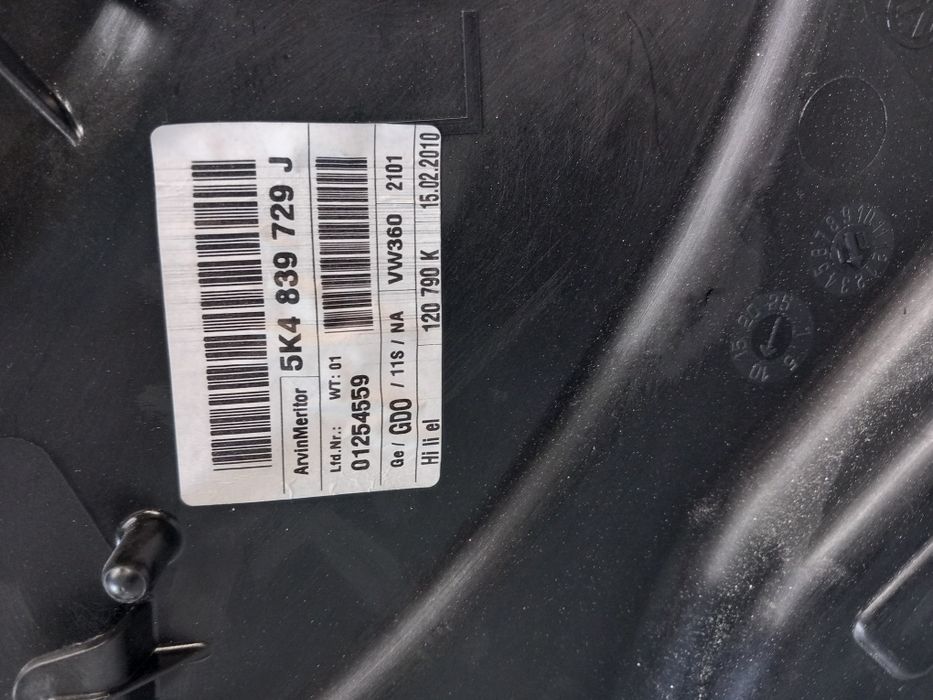 5K4 839 729 J
ArvinMeritor
Lfd.Nr.: WT: 01
01254559
Ge / GDO / 11S / NA VW360 2101
Hi li el 120 790 K 15.02.2010